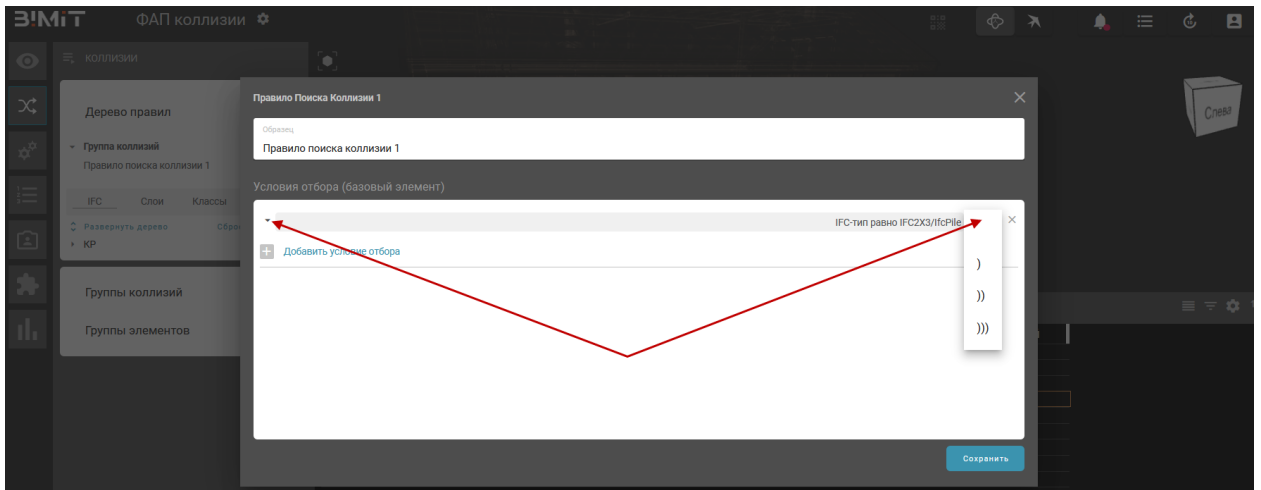 B!MiT
ФАП коллизии
КОЛЛИЗИИ
Дерево правил
Группа коллизий
Правило поиска коллизии 1
IFC Слои Классы
Развернуть дерево
КР
Группы коллизий
Группы элементов
Правило Поиска Коллизии 1
Образец
Правило поиска коллизии 1
Условия отбора (базовый элемент)
IFC-тип равно IFC2X3/IfcPile
Добавить условие отбора
)
))
)))
Сохранить
Слева